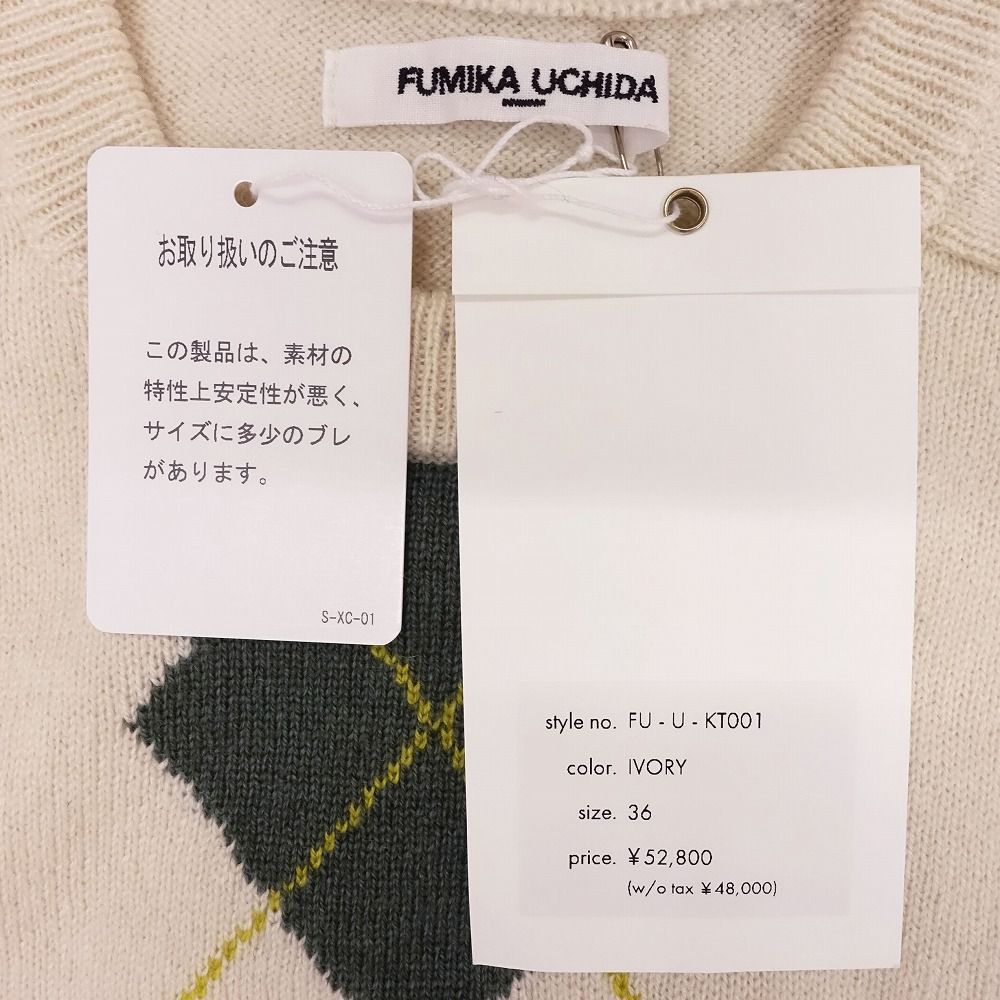 FUMIKA UCHIDA
お取り扱いのご注意
この製品は、素材の
特性上安定性が悪く、
サイズに多少のブレ
があります。
S-XC-01
style no. FU - U - KT001
color. IVORY
size. 36
price. ¥52,800
(w/o tax ¥48,000)